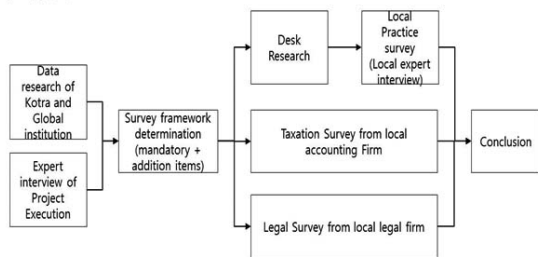 Data
research of
Kotra and
Global
institution
Expert
interview of
Project
Execution
Survey framework
determination
(mandatory +
addition items)
Desk
Research
Local
Practice
survey
(Local expert
interview)
Taxation Survey from local
accounting Firm
Legal Survey from local legal firm
Conclusion